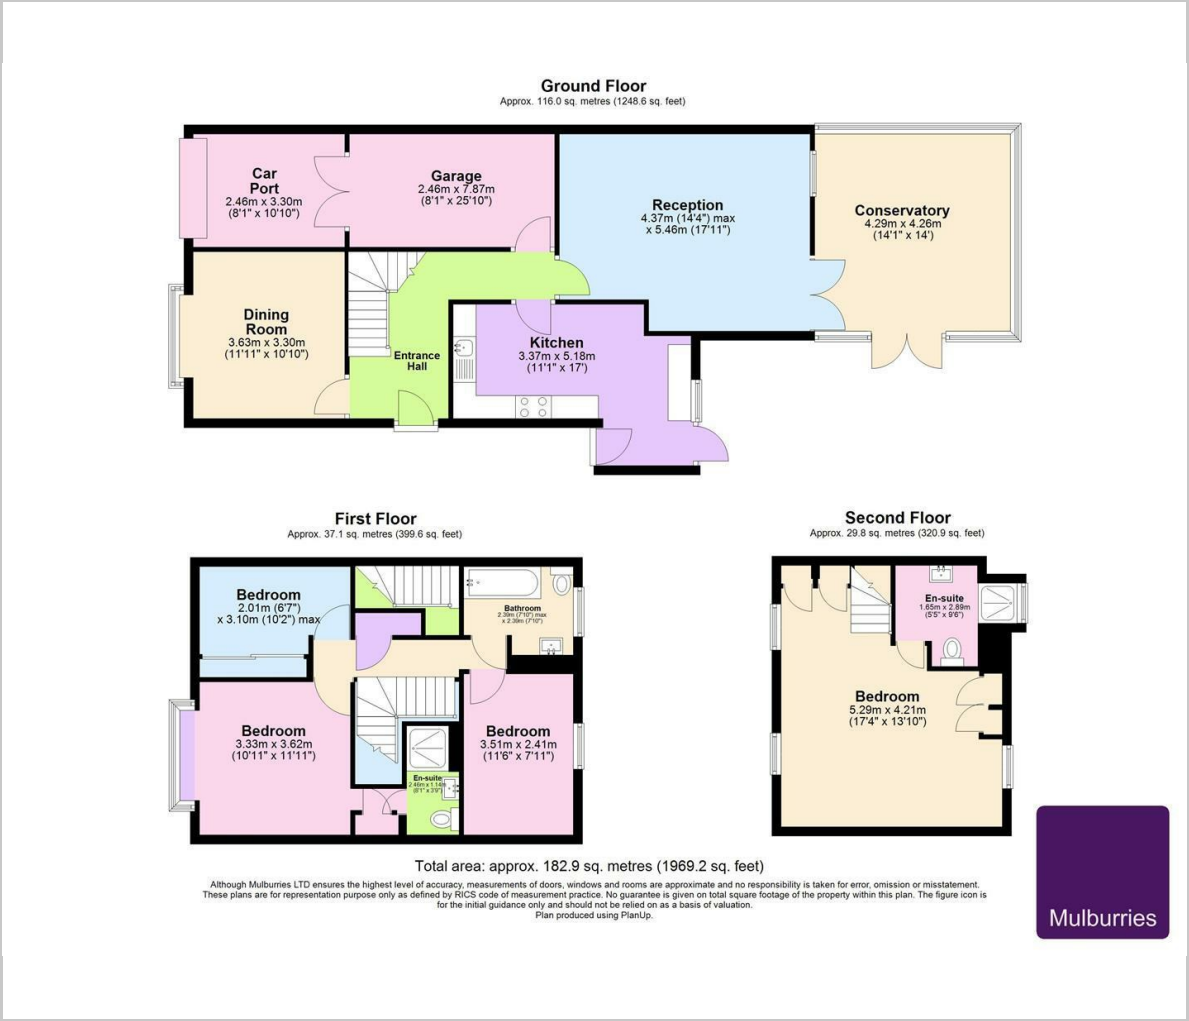 Ground Floor
Approx. 116.0 sq. metres (1248.6 sq. feet)
Car
Port
2.46m x 3.30m
(8'1" x 10'10")
Garage
2.46m x 7.87m
(8'1" x 25'10")
Reception
4.37m (14'4") max
x 5.46m (17'11")
Conservatory
4.29m x 4.26m
(14'1" x 14')
Dining
Room
3.63m x 3.30m
(11'11" x 10'10")
Entrance
Hall
Kitchen
3.37m x 5.18m
(11'1" x 17')
First Floor
Approx. 37.1 sq. metres (399.6 sq. feet)
Bedroom
2.01m (6'7")
x 3.10m (10'2") max
Bathroom
2.39m (7'10") max
x 2.39m (7'10")
Bedroom
3.33m x 3.62m
(10'11" x 11'11")
Bedroom
3.51m x 2.41m
(11'6" x 7'11")
En-suite
2.46m x 1.14m
(8'1" x 3'9")
Second Floor
Approx. 29.8 sq. metres (320.9 sq. feet)
En-suite
1.65m x 2.89m
(5'5" x 9'6")
Bedroom
5.29m x 4.21m
(17'4" x 13'10")
Total area: approx. 182.9 sq. metres (1969.2 sq. feet)
Although Mulburries LTD ensures the highest level of accuracy, measurements of doors, windows and rooms are approximate and no responsibility is taken for error, omission or misstatement.
These plans are for representation purpose only as defined by RICS code of measurement practice. No guarantee is given on total square footage of the property within this plan. The figure icon is
for the initial guidance only and should not be relied on as a basis of valuation.
Plan produced using PlanUp.
Mulburries